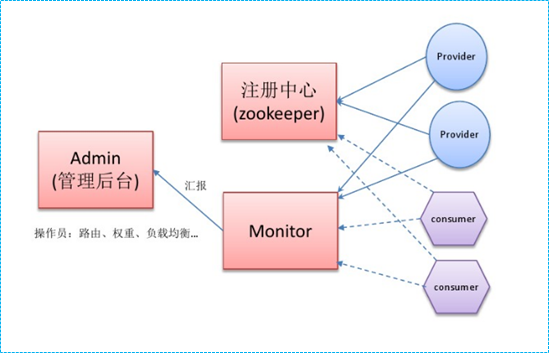 Provider
注册中心
(zookeeper)
Provider
Admin
(管理后台)
汇报
操作员：路由、权重、负载均衡...
Monitor
consumer
consumer